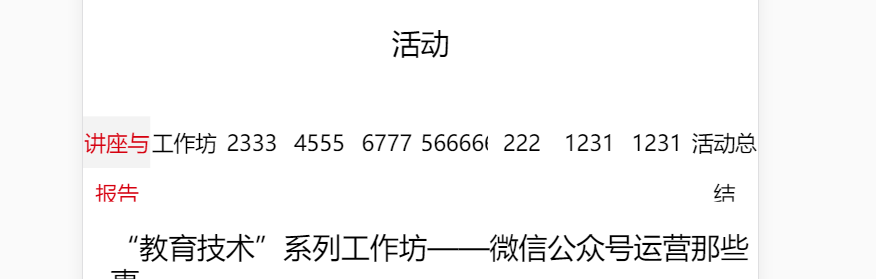 活动
讲座与 工作坊 2333 4555 6777 566666 222 1231 1231 活动总
报告 结
“教育技术”系列工作坊——微信公众号运营那些
事